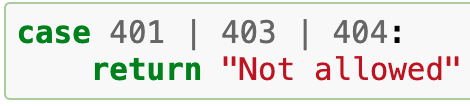 case 401 | 403 | 404:
    return "Not allowed"